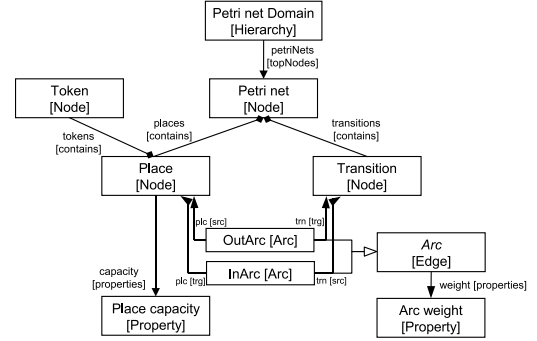 Petri net Domain
[Hierarchy]
petriNets
[topNodes]
Token
[Node]
Petri net
[Node]
tokens
[contains]
places
[contains]
transitions
[contains]
Place
[Node]
Transition
[Node]
plc [src]
trn [trg]
OutArc [Arc]
plc [trg]
InArc [Arc]
trn [src]
Arc
[Edge]
capacity
[properties]
weight [properties]
Place capacity
[Property]
Arc weight
[Property]